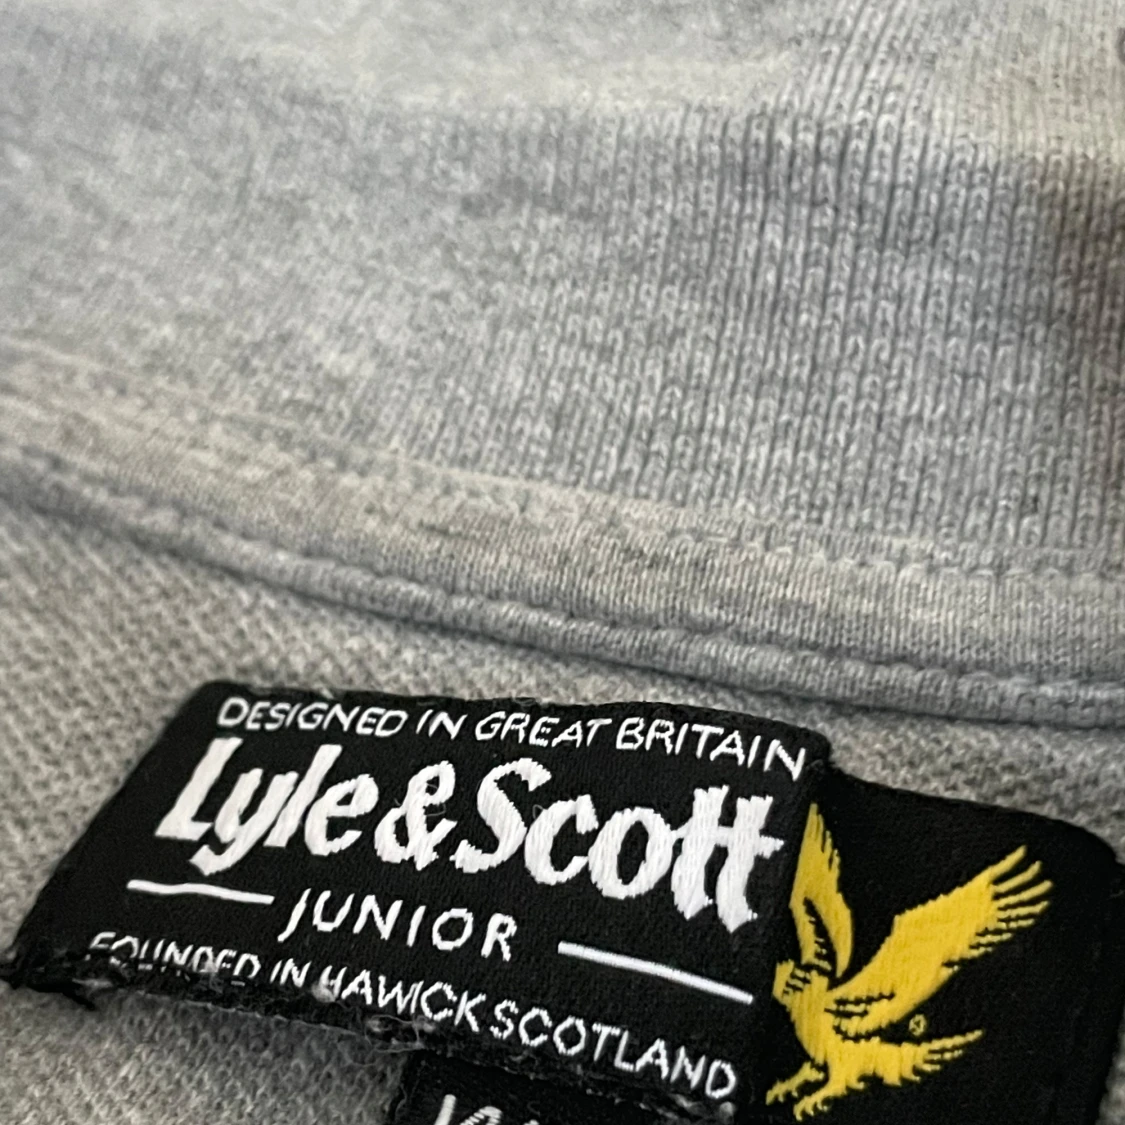 DESIGNED IN GREAT BRITAIN
Lyle & Scott
JUNIOR
FOUNDED IN HAWICK SCOTLAND